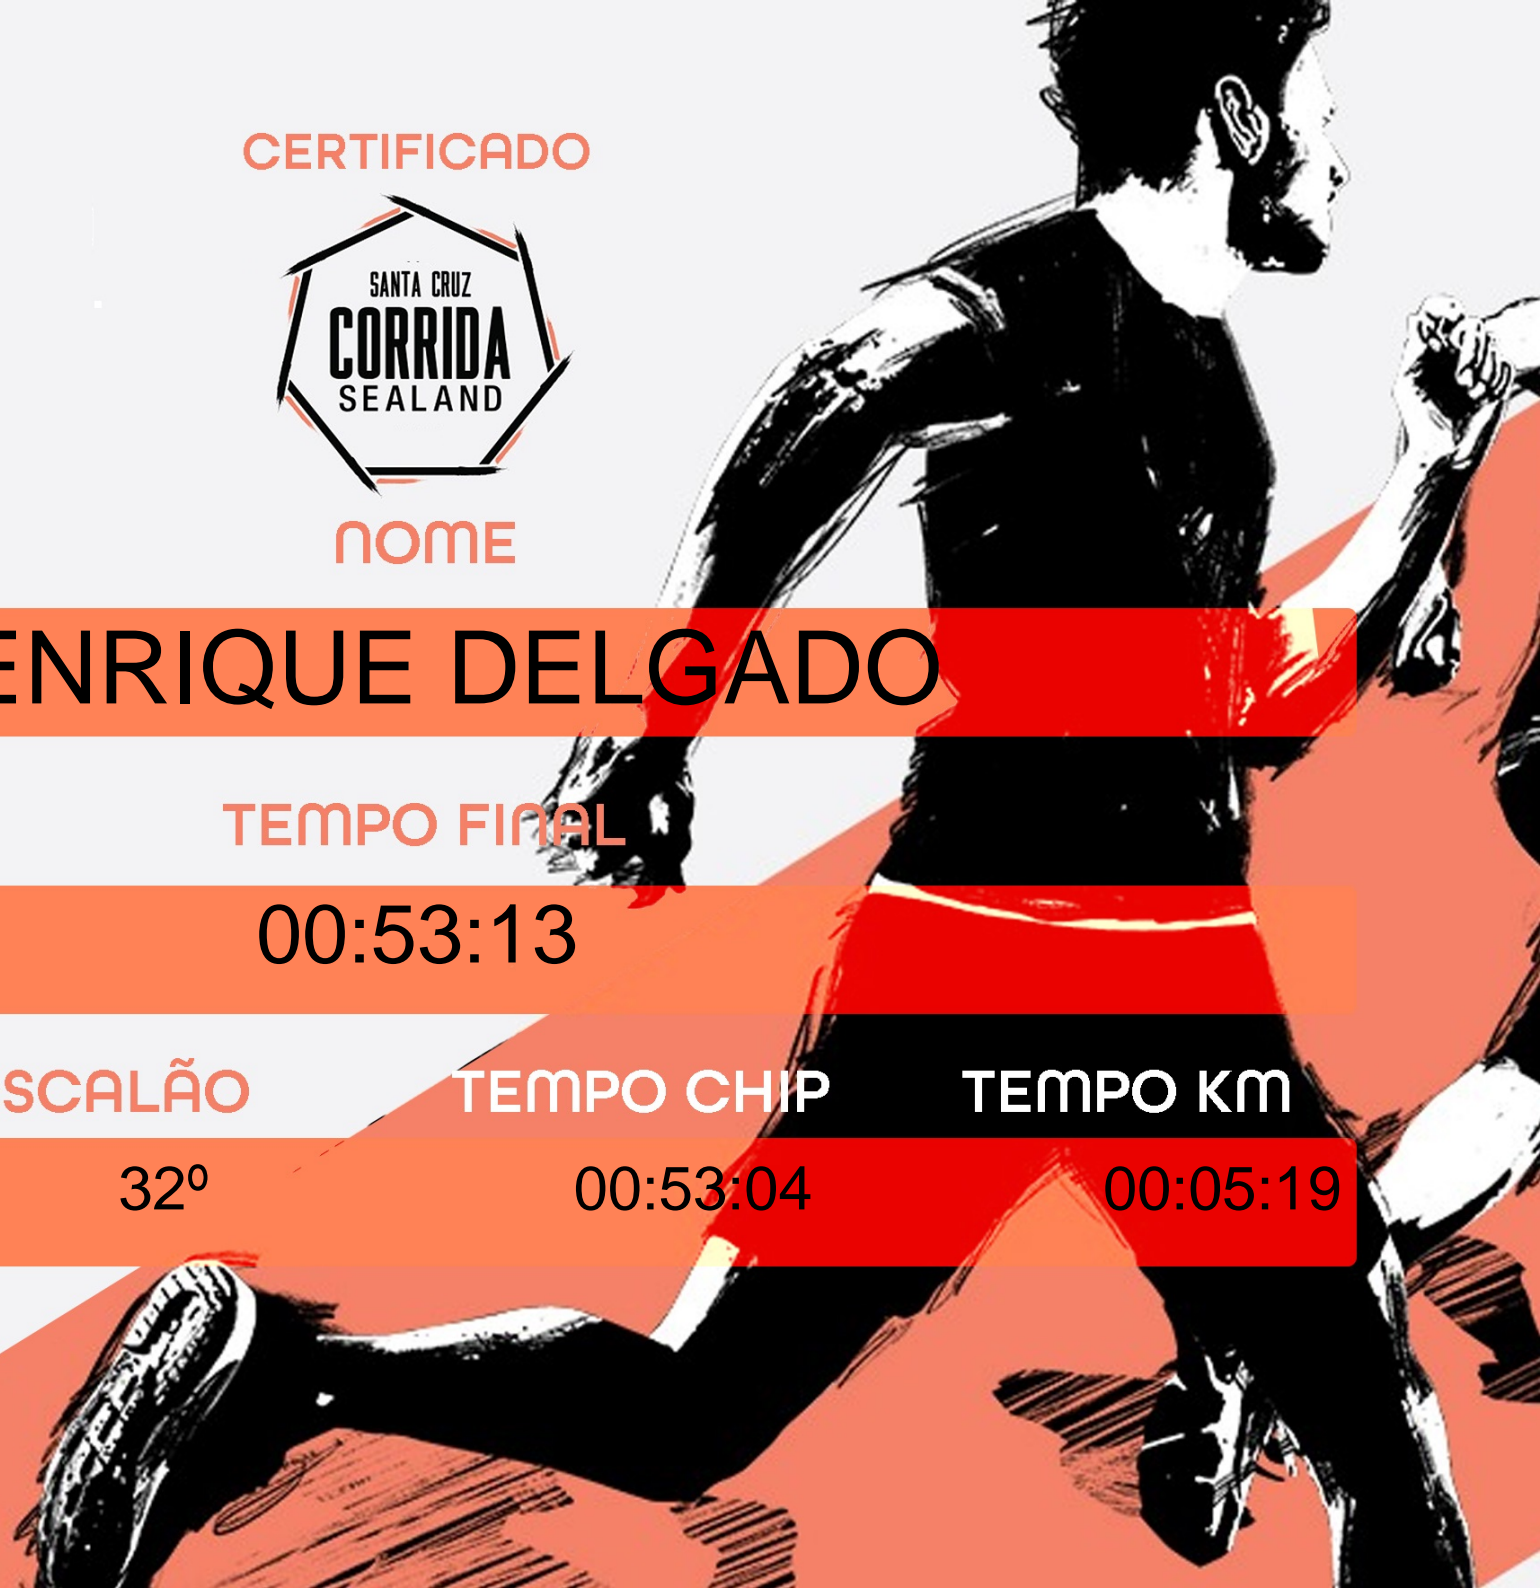 CERTIFICADO
SANTA CRUZ
CORRIDA
SEALAND
NOME
ENRIQUE DELGADO
TEMPO FINAL
00:53:13
SCALÃO TEMPO CHIP TEMPO KM
32º 00:53:04 00:05:19